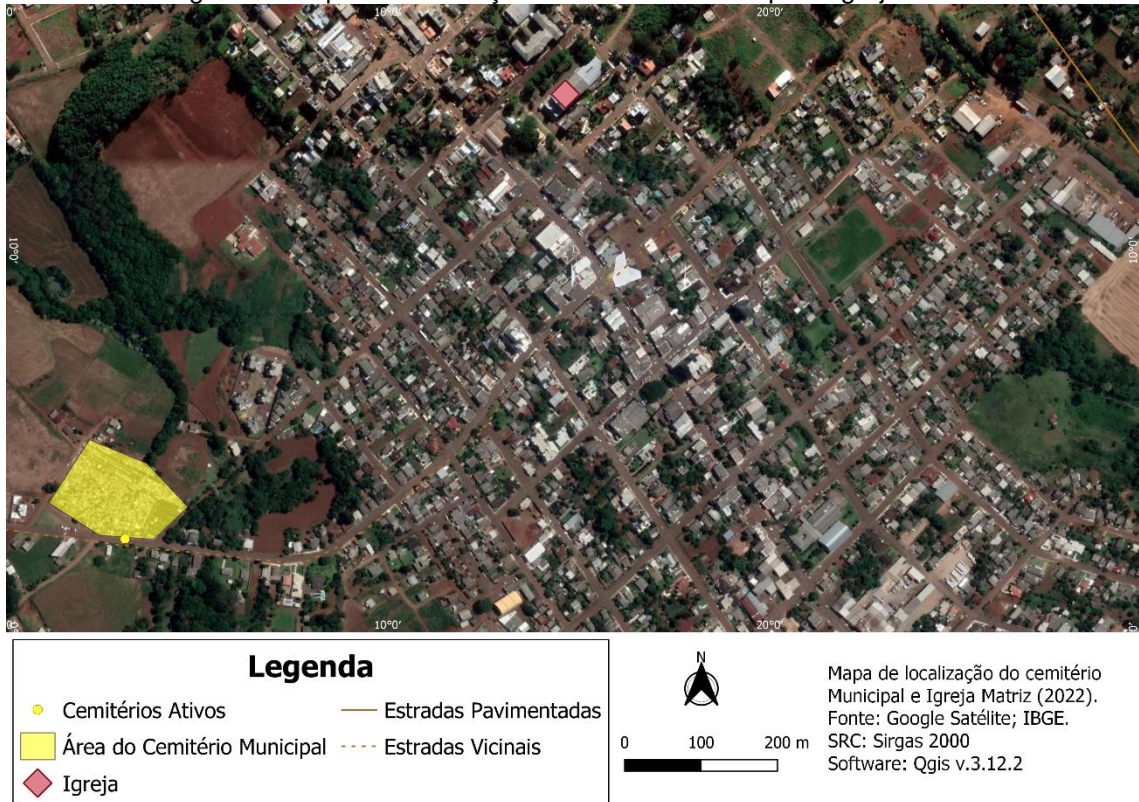 10°0'
20°0'
10°0'
10°0'
10°0'
20°0'
Legenda
Cemitérios Ativos
Área do Cemitério Municipal
Igreja
Estradas Pavimentadas
Estradas Vicinais
N
0 100 200 m
Mapa de localização do cemitério
Municipal e Igreja Matriz (2022).
Fonte: Google Satélite; IBGE.
SRC: Sirgas 2000
Software: Qgis v.3.12.2